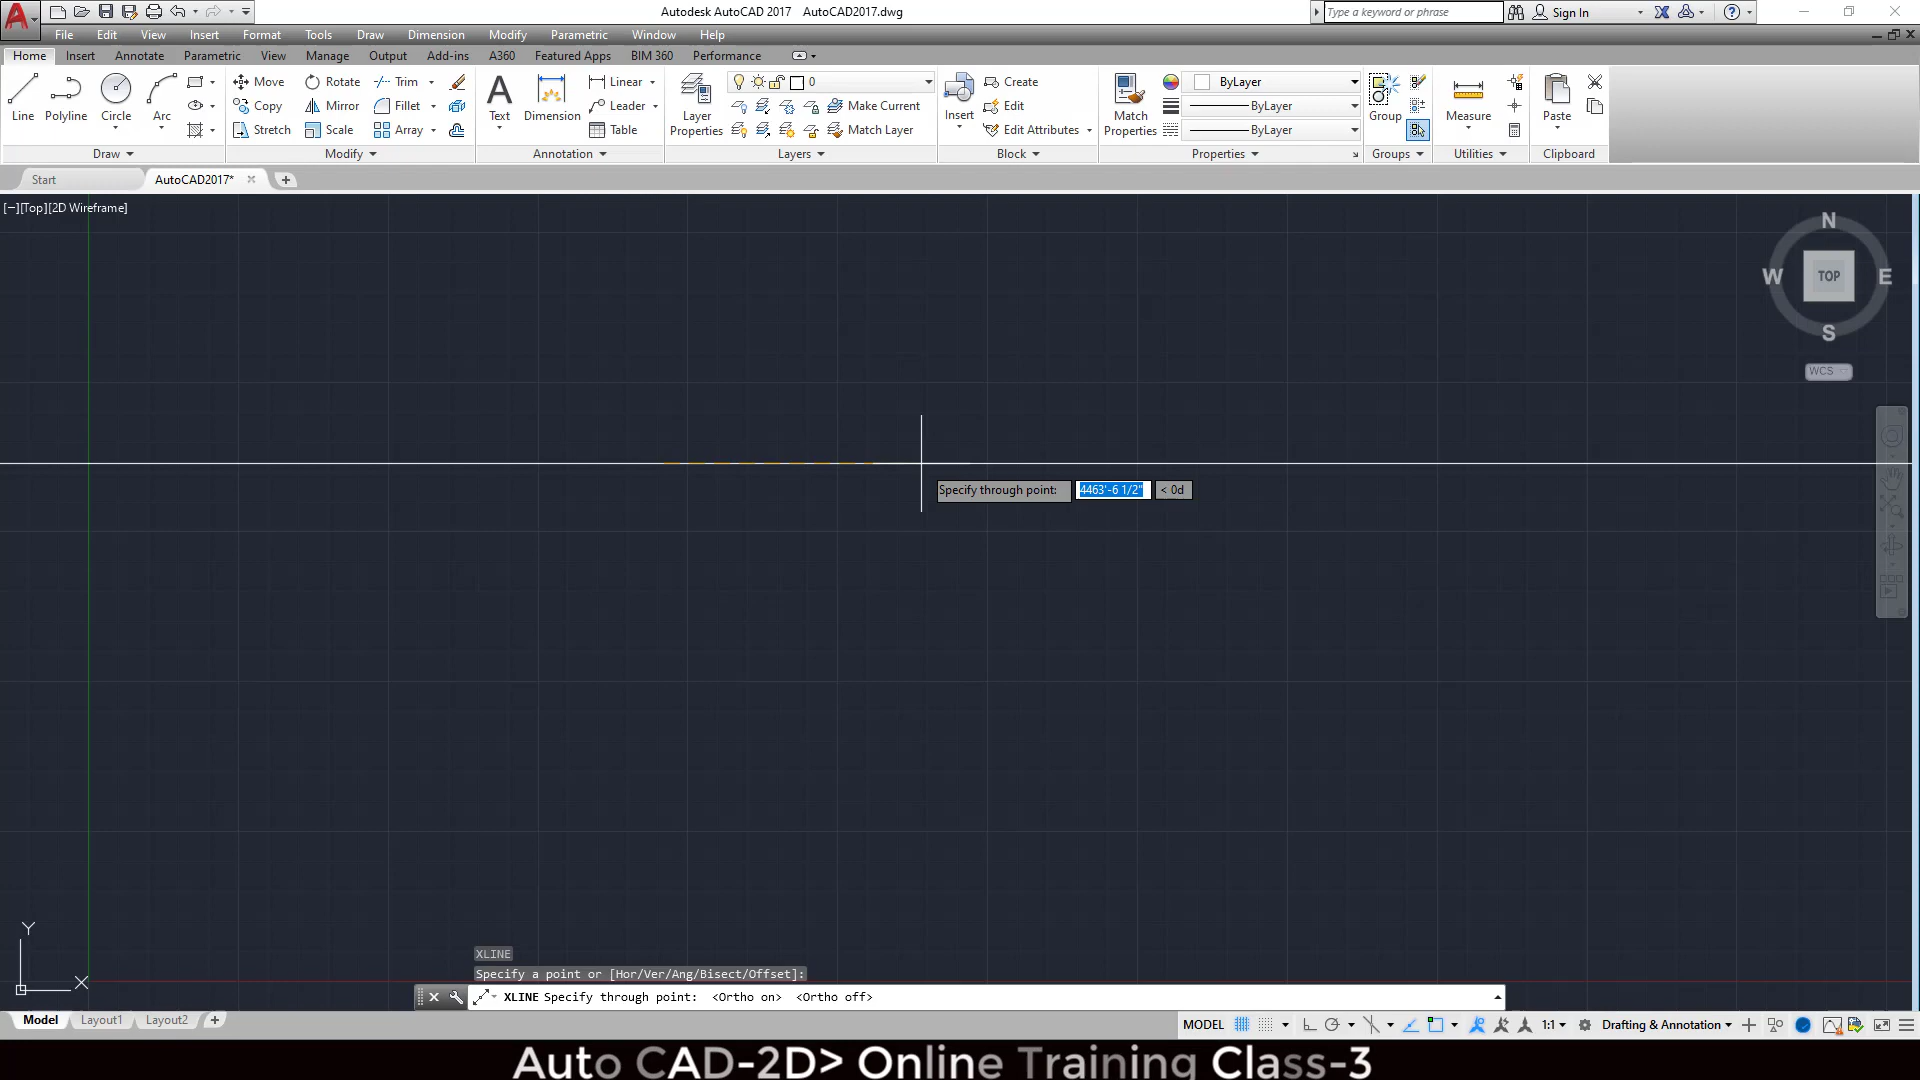 Autodesk AutoCAD 2017 AutoCAD2017.dwg
Type a keyword or phrase
Sign In
File Edit View Insert Format Tools Draw Dimension Modify Parametric Window Help
Home Insert Annotate Parametric View Manage Output Add-ins A360 Featured Apps BIM 360 Performance
Line Polyline Circle Arc
Move Rotate Trim
Copy Mirror Fillet
Stretch Scale Array
Text Dimension
Linear
Leader
Table
Layer Properties
0
Make Current
Match Layer
Insert
Create
Edit
Edit Attributes
Match Properties
ByLayer
ByLayer
ByLayer
Group
Measure
Paste
Draw Modify Annotation Layers Block Properties Groups Utilities Clipboard
Start AutoCAD2017*
[−][Top][2D Wireframe]
N
W TOP E
S
WCS
Specify through point: 4463'-6 1/2" < 0d
Y
X
XLINE
Specify a point or [Hor/Ver/Ang/Bisect/Offset]:
XLINE Specify through point: <Ortho on> <Ortho off>
Model Layout1 Layout2
MODEL 1:1 Drafting & Annotation
Auto CAD-2D> Online Training Class-3